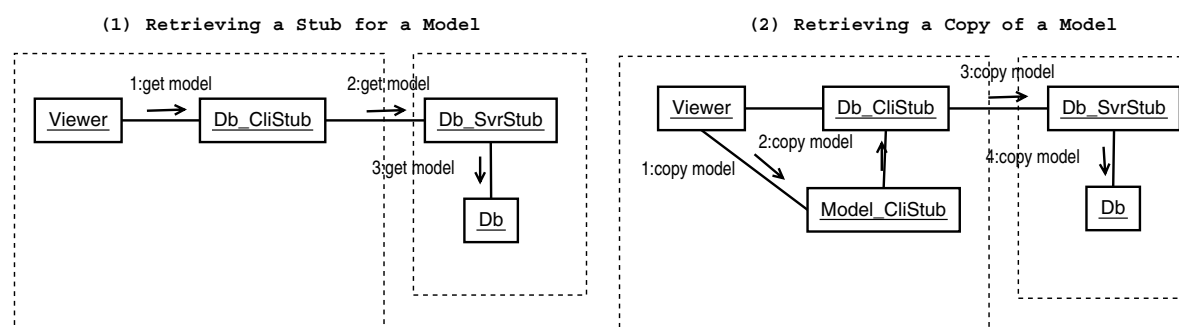 (1) Retrieving a Stub for a Model
1:get model
2:get model
Viewer
Db_CliStub
Db_SvrStub
3:get model
Db
(2) Retrieving a Copy of a Model
3:copy model
Viewer
Db_CliStub
Db_SvrStub
2:copy model
4:copy model
1:copy model
Model_CliStub
Db